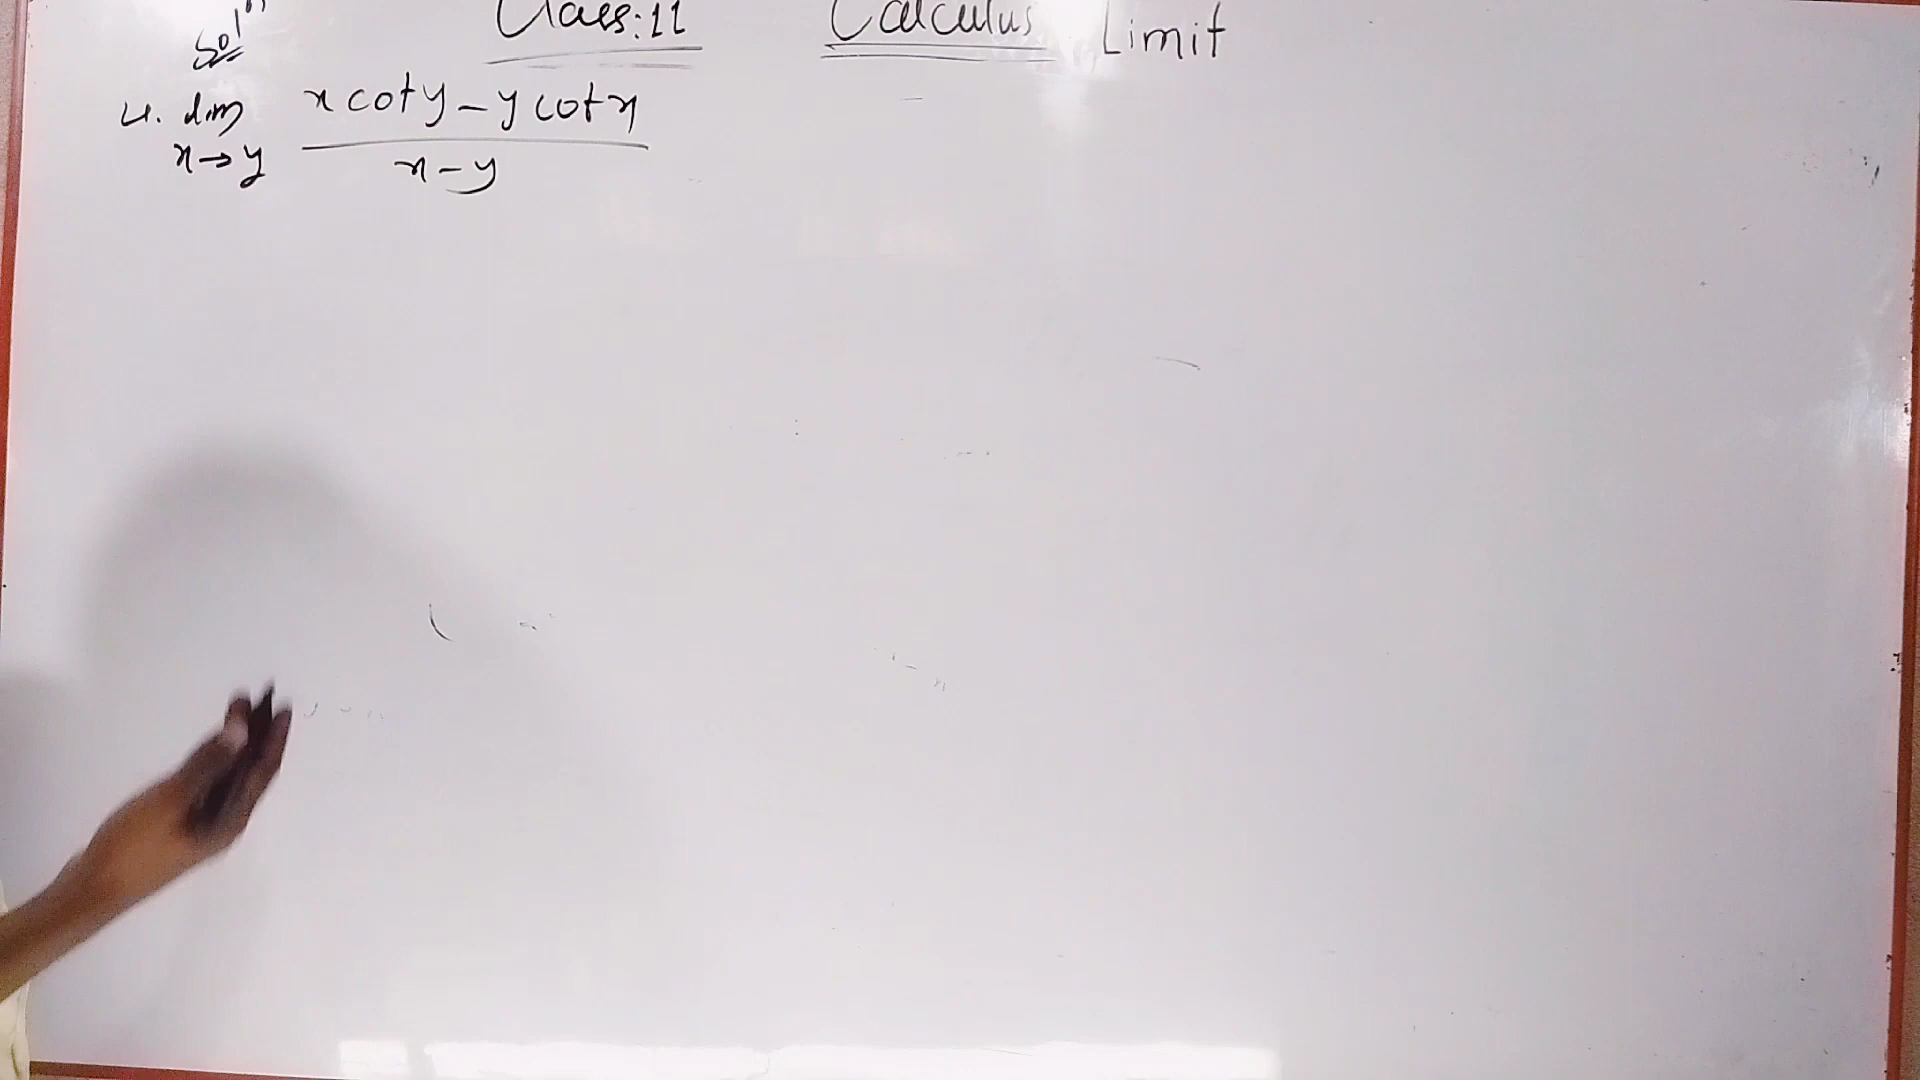 Class: 11 Calculus Limit
Sol^n
4. lim x cot y - y cot x
x→y x - y